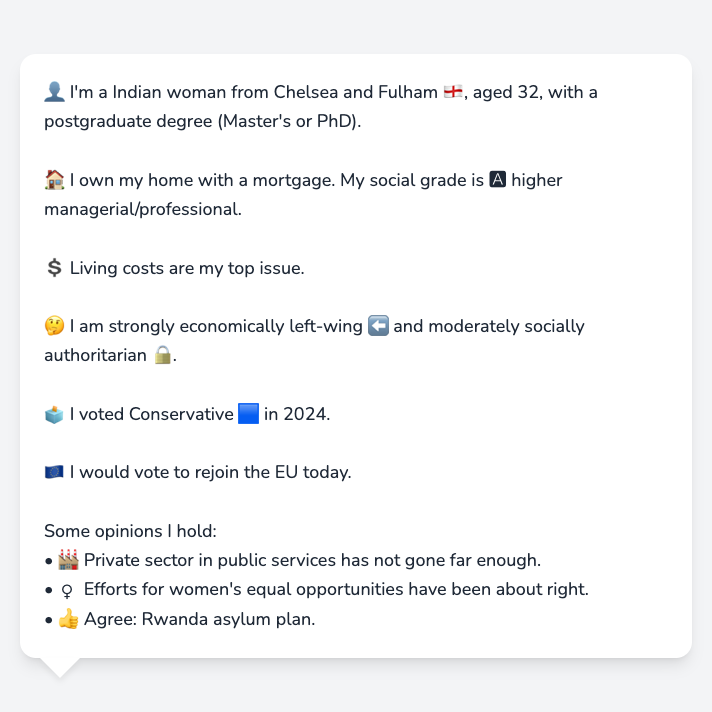 👤 I'm a Indian woman from Chelsea and Fulham 🏴󠁧󠁢󠁥󠁮󠁧󠁿, aged 32, with a
postgraduate degree (Master's or PhD).
🏠 I own my home with a mortgage. My social grade is 🅰 higher
managerial/professional.
💲 Living costs are my top issue.
🤔 I am strongly economically left-wing ⬅️ and moderately socially
authoritarian 🔒.
🗳️ I voted Conservative 🟦 in 2024.
🇪🇺 I would vote to rejoin the EU today.
Some opinions I hold:
• 🏭 Private sector in public services has not gone far enough.
• ♀ Efforts for women's equal opportunities have been about right.
• 👍 Agree: Rwanda asylum plan.